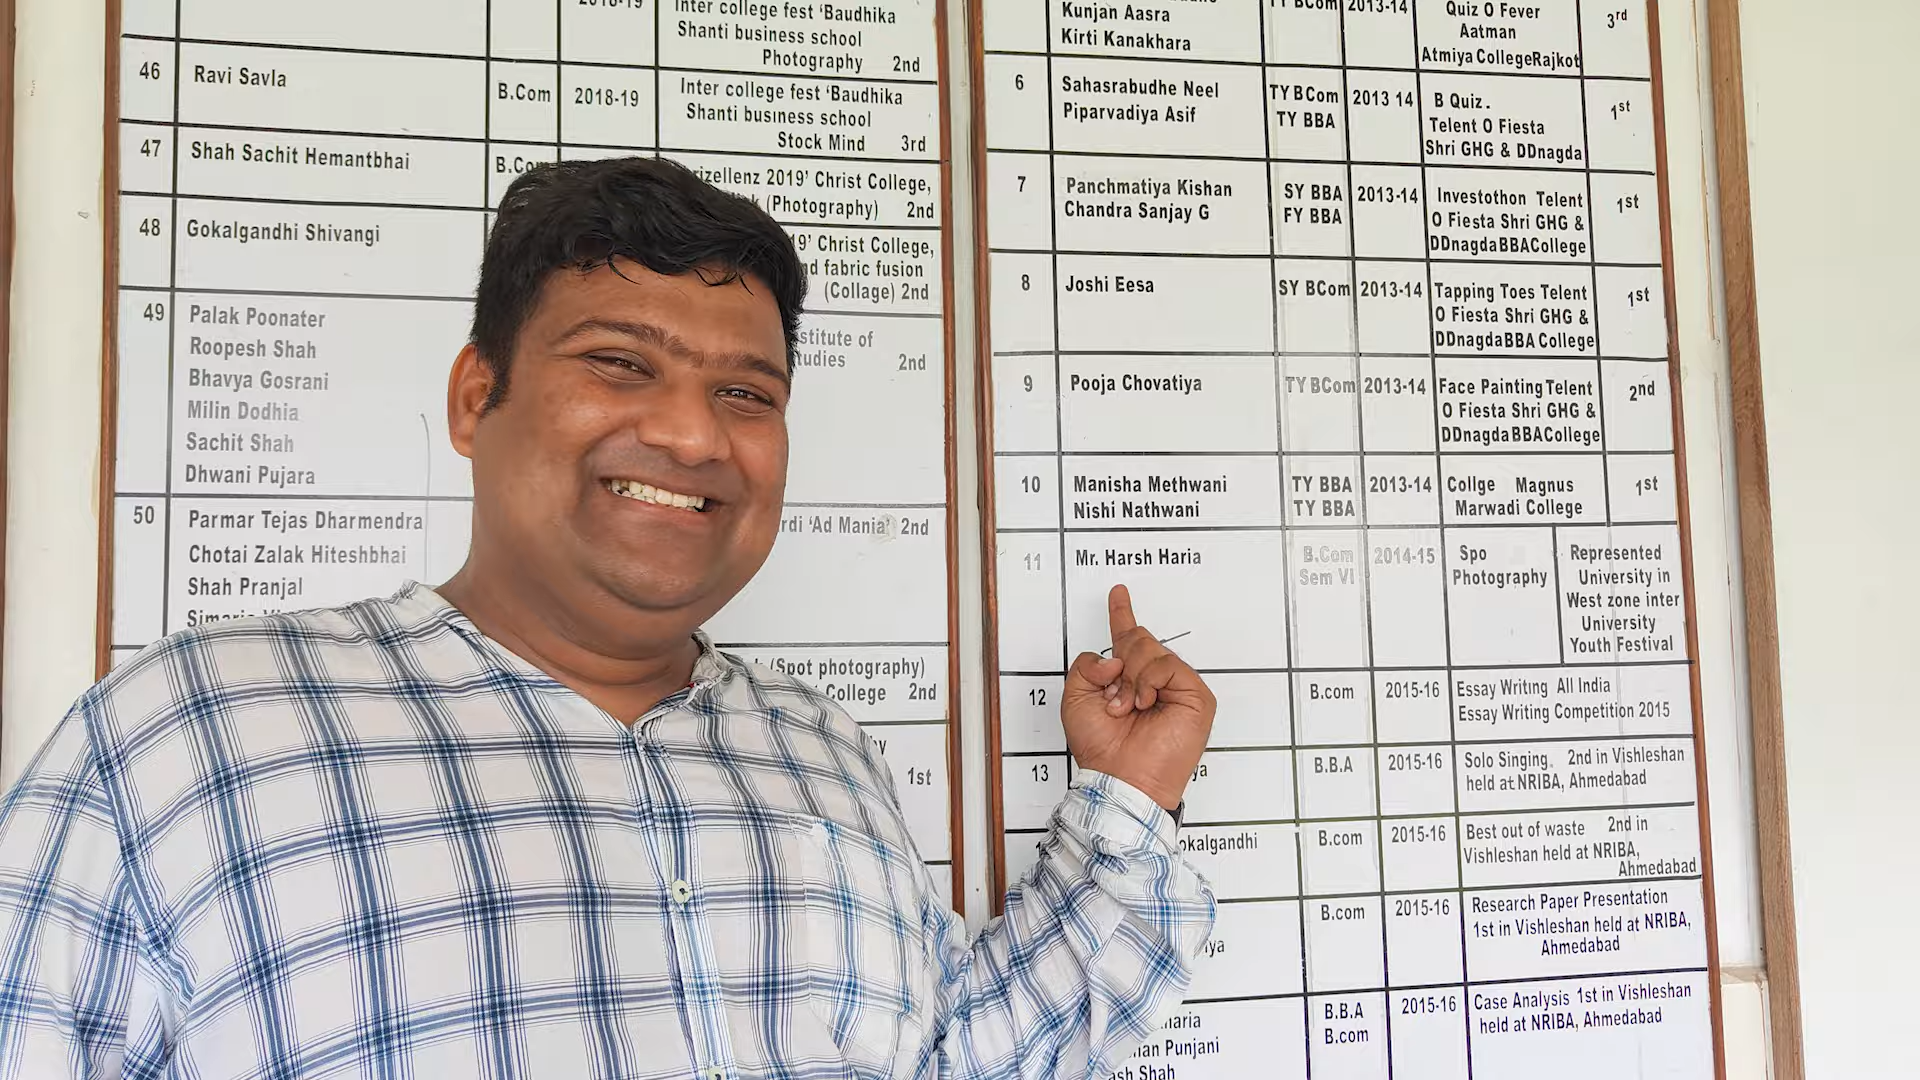 2018-19
Inter college fest ‘Baudhika
Shanti business school
Photography 2nd
46
Ravi Savla
B.Com
2018-19
Inter college fest ‘Baudhika
Shanti business school
Stock Mind 3rd
47
Shah Sachit Hemantbhai
2019’ Christ College,
(Photography) 2nd
48
Gokalgandhi Shivangi
Christ College,
fabric fusion
(Collage) 2nd
49
Palak Poonater
Roopesh Shah
Bhavya Gosrani
Milin Dodhia
Sachit Shah
Dhwani Pujara
of
2nd
50
Parmar Tejas Dharmendra
Chotai Zalak Hiteshbhai
Shah Pranjal
‘Ad Mania’ 2nd
(Spot photography)
College 2nd
1st
Kunjan Aasra
Kirti Kanakhara
TY BCom
2013-14
Quiz O Fever
Aatman
Atmiya CollegeRajkot
3rd
6
Sahasrabudhe Neel
Piparvadiya Asif
TY BCom
TY BBA
2013 14
B Quiz.
Telent O Fiesta
Shri GHG & DDnagda
1st
7
Panchmatiya Kishan
Chandra Sanjay G
SY BBA
FY BBA
2013-14
Investothon Telent
O Fiesta Shri GHG &
DDnagdaBBACollege
1st
8
Joshi Eesa
SY BCom
2013-14
Tapping Toes Telent
O Fiesta Shri GHG &
DDnagdaBBA College
1st
9
Pooja Chovatiya
TY BCom
2013-14
Face Painting Telent
O Fiesta Shri GHG &
DDnagdaBBACollege
2nd
10
Manisha Methwani
Nishi Nathwani
TY BBA
TY BBA
2013-14
Collge Magnus
Marwadi College
1st
11
Mr. Harsh Haria
B.Com
Sem VI
2014-15
Spo
Photography
Represented
University in
West zone inter
University
Youth Festival
12
B.com
2015-16
Essay Writing All India
Essay Writing Competition 2015
13
B.B.A
2015-16
Solo Singing. 2nd in Vishleshan
held at NRIBA, Ahmedabad
B.com
2015-16
Best out of waste 2nd in
Vishleshan held at NRIBA,
Ahmedabad
B.com
2015-16
Research Paper Presentation
1st in Vishleshan held at NRIBA,
Ahmedabad
Punjani
Shah
B.B.A
B.com
2015-16
Case Analysis 1st in Vishleshan
held at NRIBA, Ahmedabad